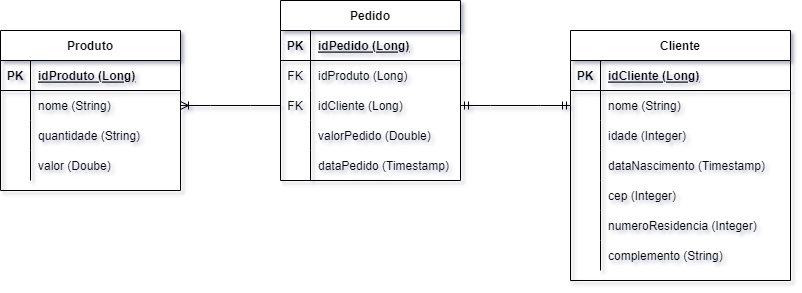 Produto
PK idProduto (Long)
nome (String)
quantidade (String)
valor (Doube)
Pedido
PK idPedido (Long)
FK idProduto (Long)
FK idCliente (Long)
valorPedido (Double)
dataPedido (Timestamp)
Cliente
PK idCliente (Long)
nome (String)
idade (Integer)
dataNascimento (Timestamp)
cep (Integer)
numeroResidencia (Integer)
complemento (String)